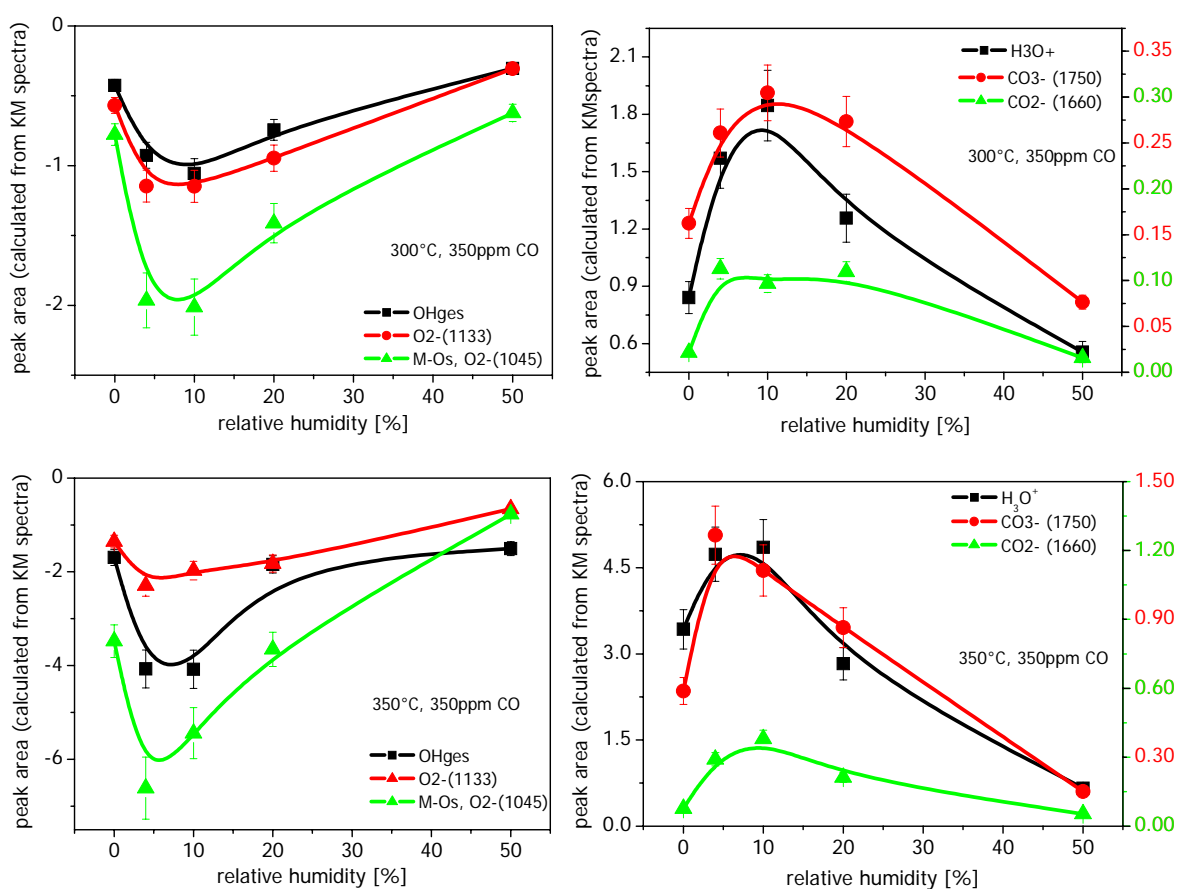 peak area (calculated from KM spectra)
0
-1
-2
300°C, 350ppm CO
OHges
O2-(1133)
M-Os, O2-(1045)
0 10 20 30 40 50
relative humidity [%]
peak area (calculated from KMspectra)
2.1
1.8
1.5
1.2
0.9
0.6
H3O+
CO3- (1750)
CO2- (1660)
300°C, 350ppm CO
0.35
0.30
0.25
0.20
0.15
0.10
0.05
0.00
0 10 20 30 40 50
relative humidity [%]
peak area (calculated from KM spectra)
0
-2
-4
-6
350°C, 350ppm CO
OHges
O2-(1133)
M-Os, O2-(1045)
0 10 20 30 40 50
relative humidity [%]
peak area (calculated from KM spectra)
6.0
4.5
3.0
1.5
0.0
H₃O⁺
CO3- (1750)
CO2- (1660)
350°C, 350ppm CO
1.50
1.20
0.90
0.60
0.30
0.00
0 10 20 30 40 50
relative humidity [%]